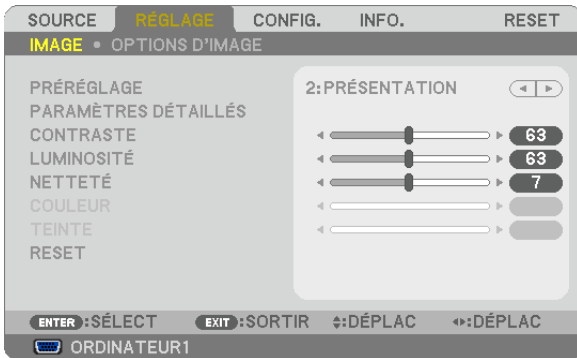 SOURCE RÉGLAGE CONFIG. INFO. RESET
IMAGE • OPTIONS D'IMAGE
PRÉRÉGLAGE 2:PRÉSENTATION
PARAMÈTRES DÉTAILLÉS
CONTRASTE 63
LUMINOSITÉ 63
NETTETÉ 7
COULEUR
TEINTE
RESET
ENTER :SÉLECT EXIT :SORTIR :DÉPLAC :DÉPLAC
ORDINATEUR1